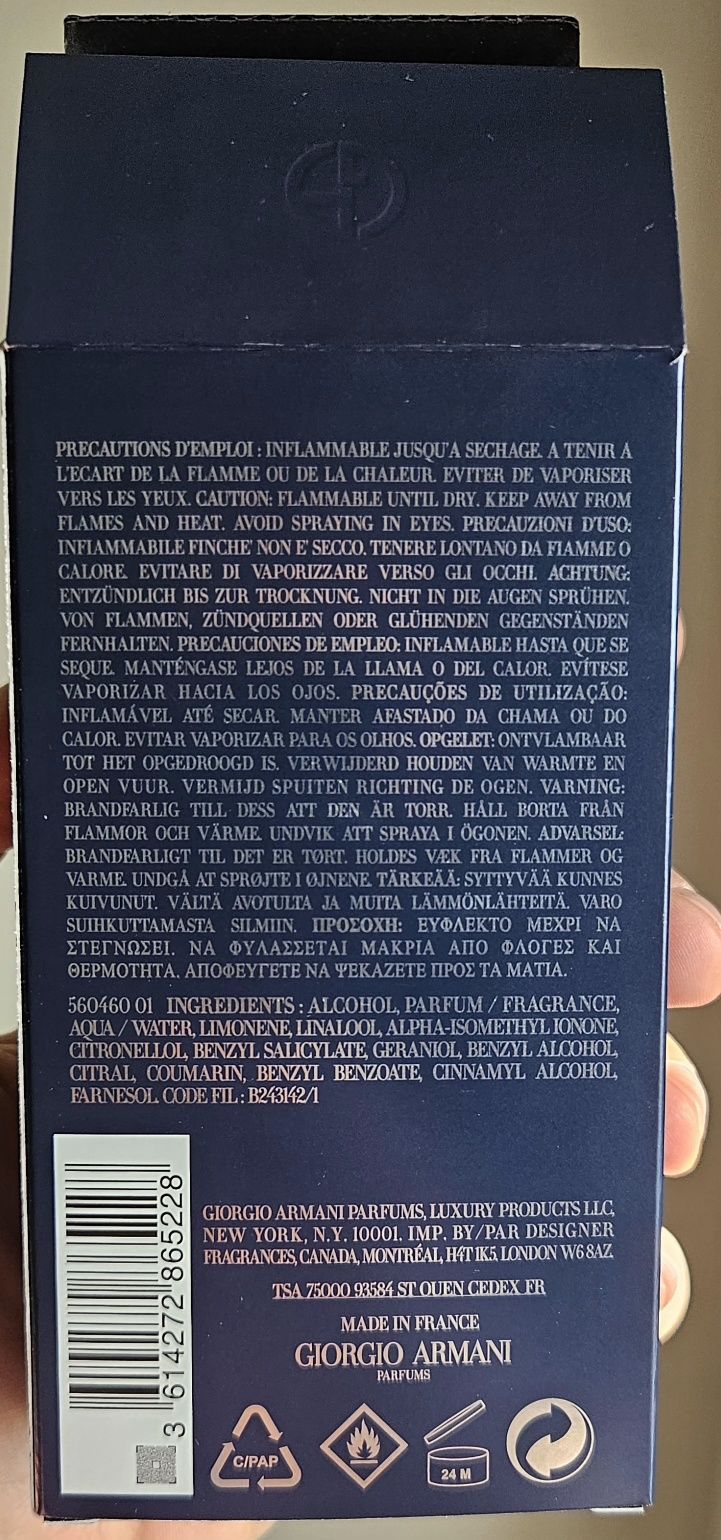 PRECAUTIONS D'EMPLOI : INFLAMMABLE JUSQU'A SECHAGE. A TENIR A
L'ECART DE LA FLAMME OU DE LA CHALEUR. EVITER DE VAPORISER
VERS LES YEUX. CAUTION: FLAMMABLE UNTIL DRY. KEEP AWAY FROM
FLAMES AND HEAT. AVOID SPRAYING IN EYES. PRECAUZIONI D'USO:
INFIAMMABILE FINCHE' NON E' SECCO. TENERE LONTANO DA FIAMME O
CALORE. EVITARE DI VAPORIZZARE VERSO GLI OCCHI. ACHTUNG:
ENTZÜNDLICH BIS ZUR TROCKNUNG. NICHT IN DIE AUGEN SPRÜHEN.
VON FLAMMEN, ZÜNDQUELLEN ODER GLÜHENDEN GEGENSTÄNDEN
FERNHALTEN. PRECAUCIONES DE EMPLEO: INFLAMABLE HASTA QUE SE
SEQUE. MANTÉNGASE LEJOS DE LA LLAMA O DEL CALOR. EVÍTESE
VAPORIZAR HACIA LOS OJOS. PRECAUÇÕES DE UTILIZAÇÃO:
INFLAMÁVEL ATÉ SECAR. MANTER AFASTADO DA CHAMA OU DO
CALOR. EVITAR VAPORIZAR PARA OS OLHOS. OPGELET: ONTVLAMBAAR
TOT HET OPGEDROOGD IS. VERWIJDERD HOUDEN VAN WARMTE EN
OPEN VUUR. VERMIJD SPUITEN RICHTING DE OGEN. VARNING:
BRANDFARLIG TILL DESS ATT DEN ÄR TORR. HÅLL BORTA FRÅN
FLAMMOR OCH VÄRME. UNDVIK ATT SPRAYA I ÖGONEN. ADVARSEL:
BRANDFARLIGT TIL DET ER TØRT. HOLDES VÆK FRA FLAMMER OG
VARME. UNDGÅ AT SPRØJTE I ØJNENE. TÄRKEÄÄ: SYTTYVÄÄ KUNNES
KUIVUNUT. VÄLTÄ AVOTULTA JA MUITA LÄMMÖNLÄHTEITÄ. VARO
SUIHKUTTAMASTA SILMIIN. ΠΡΟΣΟΧΗ: ΕΥΦΛΕΚΤΟ ΜΕΧΡΙ ΝΑ
ΣΤΕΓΝΩΣΕΙ. ΝΑ ΦΥΛΑΣΣΕΤΑΙ ΜΑΚΡΙΑ ΑΠΟ ΦΛΟΓΕΣ ΚΑΙ
ΘΕΡΜΟΤΗΤΑ. ΑΠΟΦΕΥΓΕΤΕ ΝΑ ΨΕΚΑΖΕΤΕ ΠΡΟΣ ΤΑ ΜΑΤΙΑ.
560460 01 INGREDIENTS : ALCOHOL, PARFUM / FRAGRANCE,
AQUA / WATER, LIMONENE, LINALOOL, ALPHA-ISOMETHYL IONONE,
CITRONELLOL, BENZYL SALICYLATE, GERANIOL, BENZYL ALCOHOL,
CITRAL, COUMARIN, BENZYL BENZOATE, CINNAMYL ALCOHOL,
FARNESOL. CODE FIL : B243142/1
3 614272 865228
GIORGIO ARMANI PARFUMS, LUXURY PRODUCTS LLC,
NEW YORK, N.Y. 10001. IMP. BY/PAR DESIGNER
FRAGRANCES, CANADA, MONTRÉAL, H4T 1K5, LONDON W6 8AZ
TSA 75000 93584 ST OUEN CEDEX FR
MADE IN FRANCE
GIORGIO ARMANI
PARFUMS
C/PAP
24 M